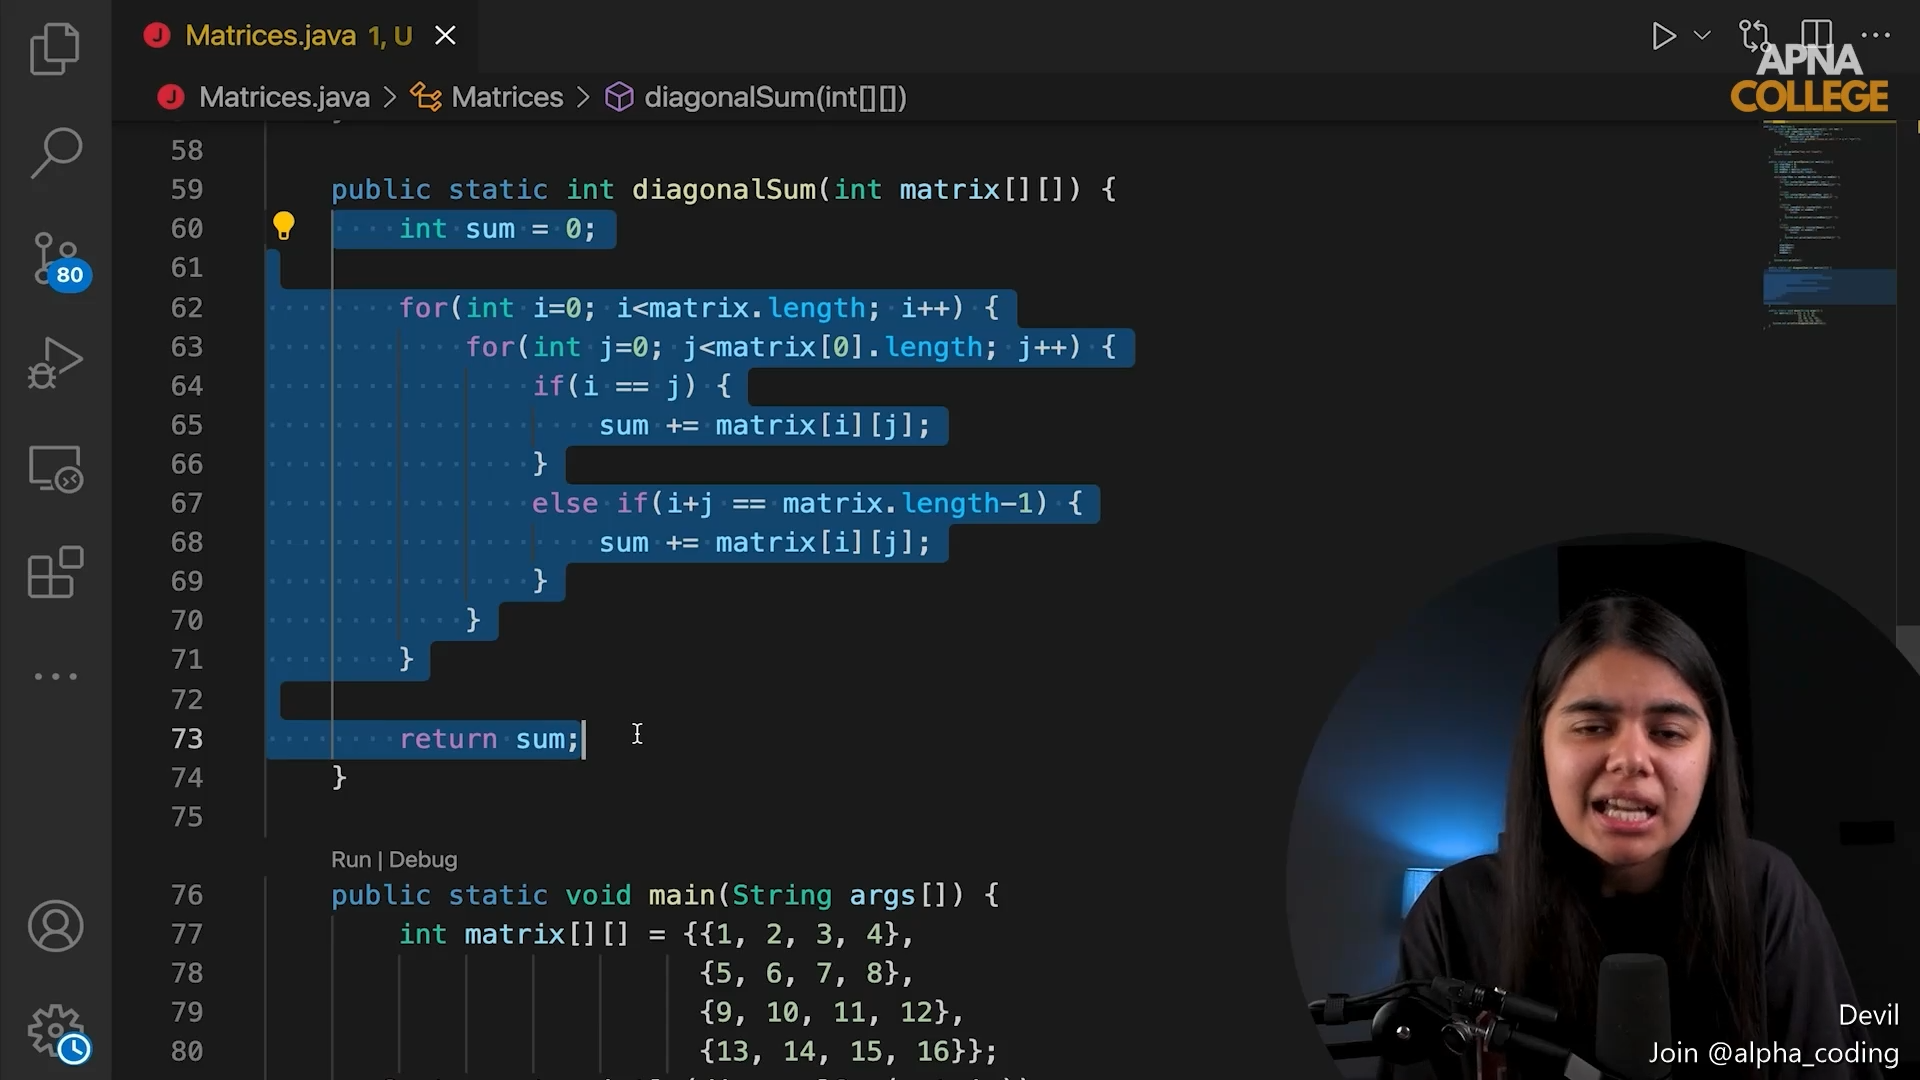 Matrices.java 1, U
APNA
COLLEGE
Matrices.java > Matrices > diagonalSum(int[][])
58
59 public static int diagonalSum(int matrix[][]) {
60 int sum = 0;
61
62 for(int i=0; i<matrix.length; i++) {
63 for(int j=0; j<matrix[0].length; j++) {
64 if(i == j) {
65 sum += matrix[i][j];
66 }
67 else if(i+j == matrix.length-1) {
68 sum += matrix[i][j];
69 }
70 }
71 }
72
73 return sum;
74 }
75
Run | Debug
76 public static void main(String args[]) {
77 int matrix[][] = {{1, 2, 3, 4},
78 {5, 6, 7, 8},
79 {9, 10, 11, 12},
80 {13, 14, 15, 16}};
80
Devil
Join @alpha_coding